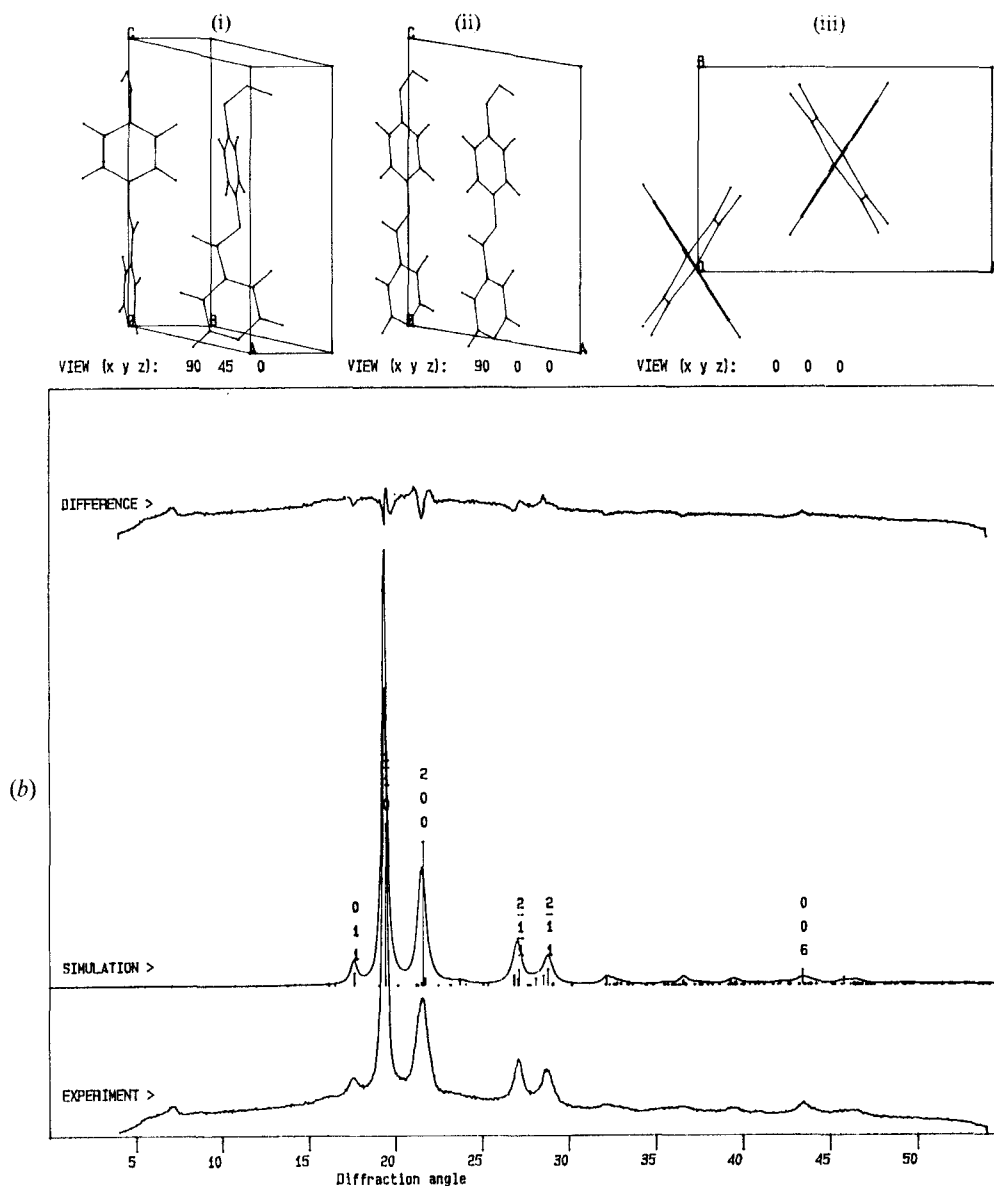 (i)
(ii)
(iii)
C
C
B
O
B
A
B
A
O
VIEW (x y z): 90 45 0
VIEW (x y z): 90 0 0
VIEW (x y z): 0 0 0
DIFFERENCE >
(b)
2 0 0
0 1 1
2 -1 -1
2 -1 1
0 0 6
SIMULATION >
EXPERIMENT >
5 10 15 20 25 30 35 40 45 50
Diffraction angle